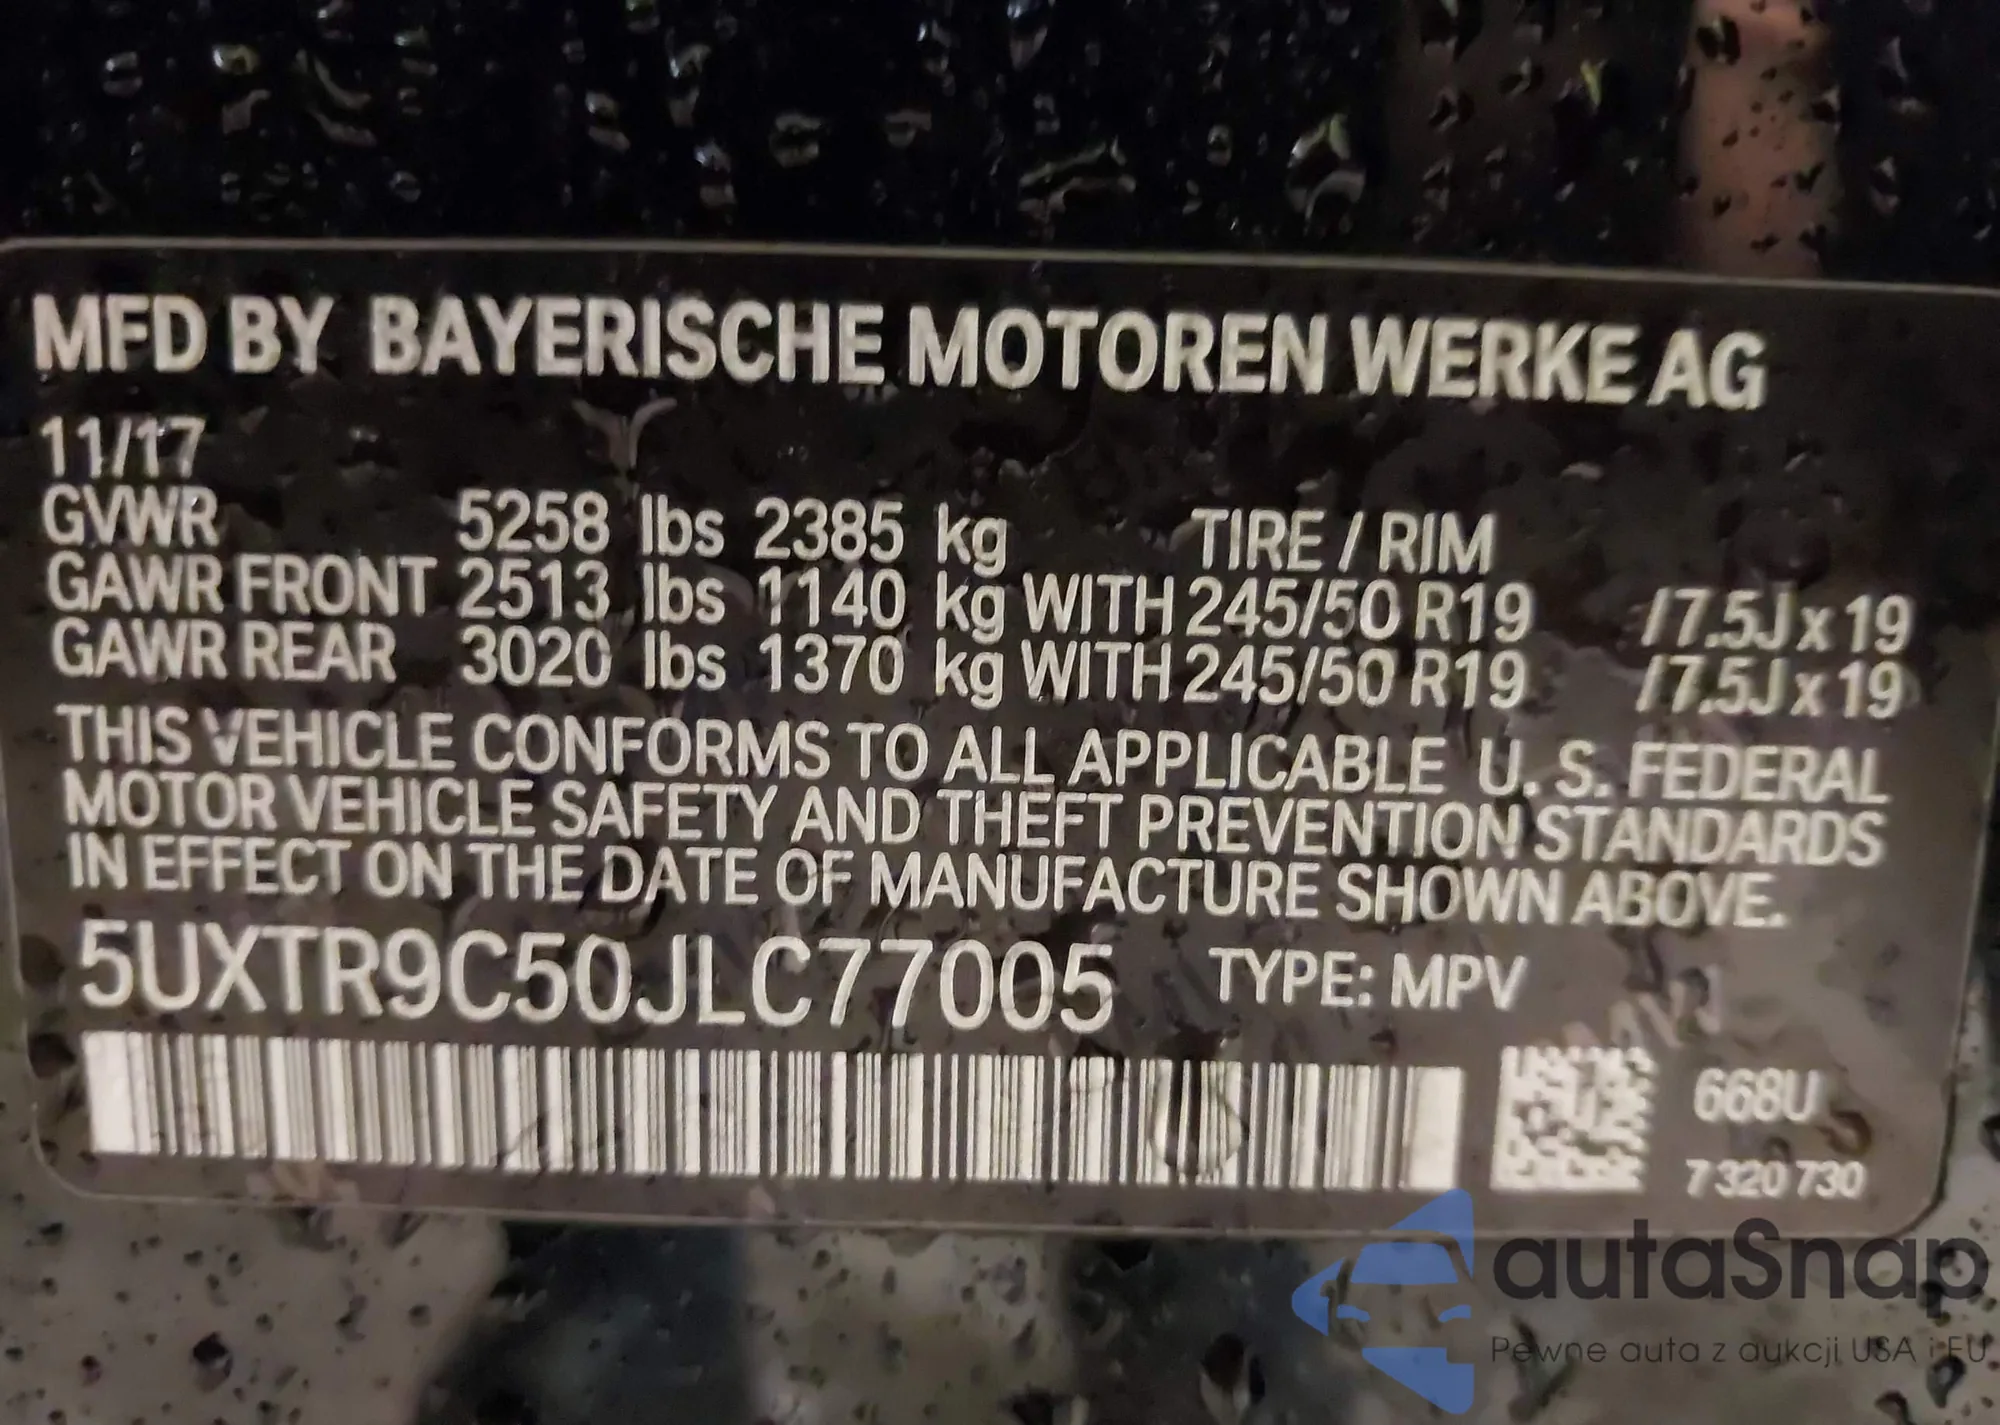 MFD BY BAYERISCHE MOTOREN WERKE AG
11/17
GVWR 5258 lbs 2385 kg TIRE / RIM
GAWR FRONT 2513 lbs 1140 kg WITH 245/50 R19 /7.5J x 19
GAWR REAR 3020 lbs 1370 kg WITH 245/50 R19 /7.5J x 19
THIS VEHICLE CONFORMS TO ALL APPLICABLE U. S. FEDERAL
MOTOR VEHICLE SAFETY AND THEFT PREVENTION STANDARDS
IN EFFECT ON THE DATE OF MANUFACTURE SHOWN ABOVE.
5UXTR9C50JLC77005 TYPE: MPV
668U
7 320 730
autaSnap
Pewne auta z aukcji USA i EU